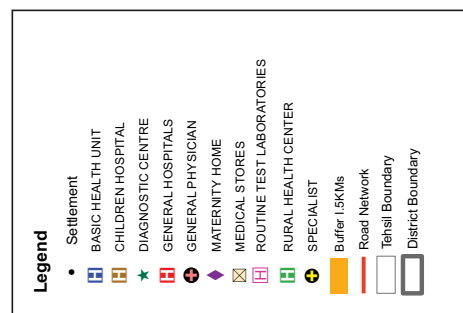 Legend
Settlement
BASIC HEALTH UNIT
CHILDREN HOSPITAL
DIAGNOSTIC CENTRE
GENERAL HOSPITALS
GENERAL PHYSICIAN
MATERNITY HOME
MEDICAL STORES
ROUTINE TEST LABORATORIES
RURAL HEALTH CENTER
SPECIALIST
Buffer I.5KMs
Road Network
Tehsil Boundary
District Boundary